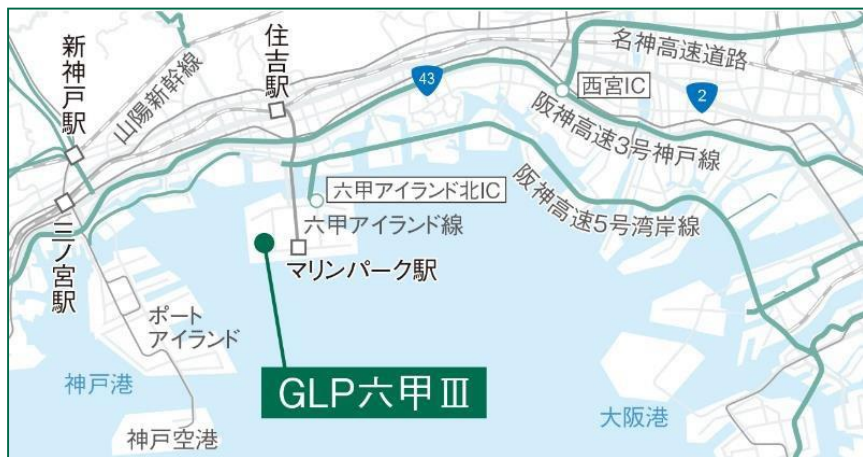 新神戸駅
山陽新幹線
住吉駅
43
名神高速道路
西宮IC
2
阪神高速3号神戸線
六甲アイランド北IC
阪神高速5号湾岸線
六甲アイランド線
マリンパーク駅
三ノ宮駅
ポート
アイランド
神戸港
GLP六甲Ⅲ
大阪港
神戸空港